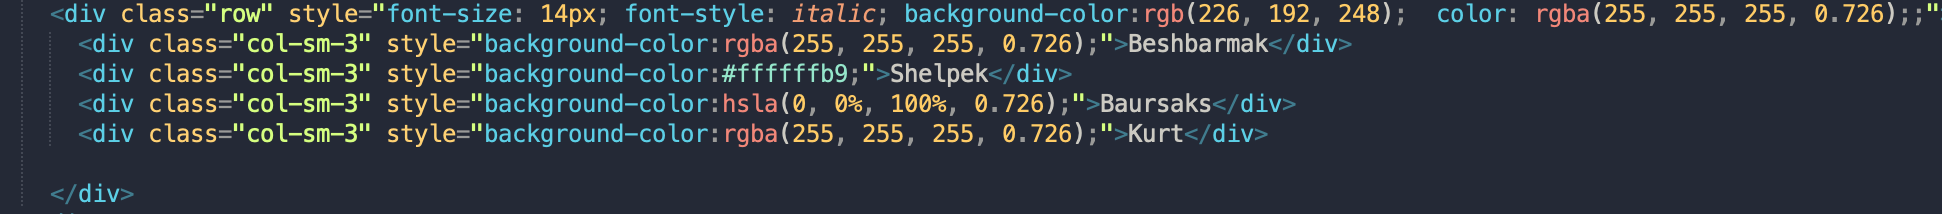 <div class="row" style="font-size: 14px; font-style: italic; background-color:rgb(226, 192, 248);  color: rgba(255, 255, 255, 0.726);;"
<div class="col-sm-3" style="background-color:rgba(255, 255, 255, 0.726);">Beshbarmak</div>
<div class="col-sm-3" style="background-color:#ffffffb9;">Shelpek</div>
<div class="col-sm-3" style="background-color:hsla(0, 0%, 100%, 0.726);">Baursaks</div>
<div class="col-sm-3" style="background-color:rgba(255, 255, 255, 0.726);">Kurt</div>
</div>